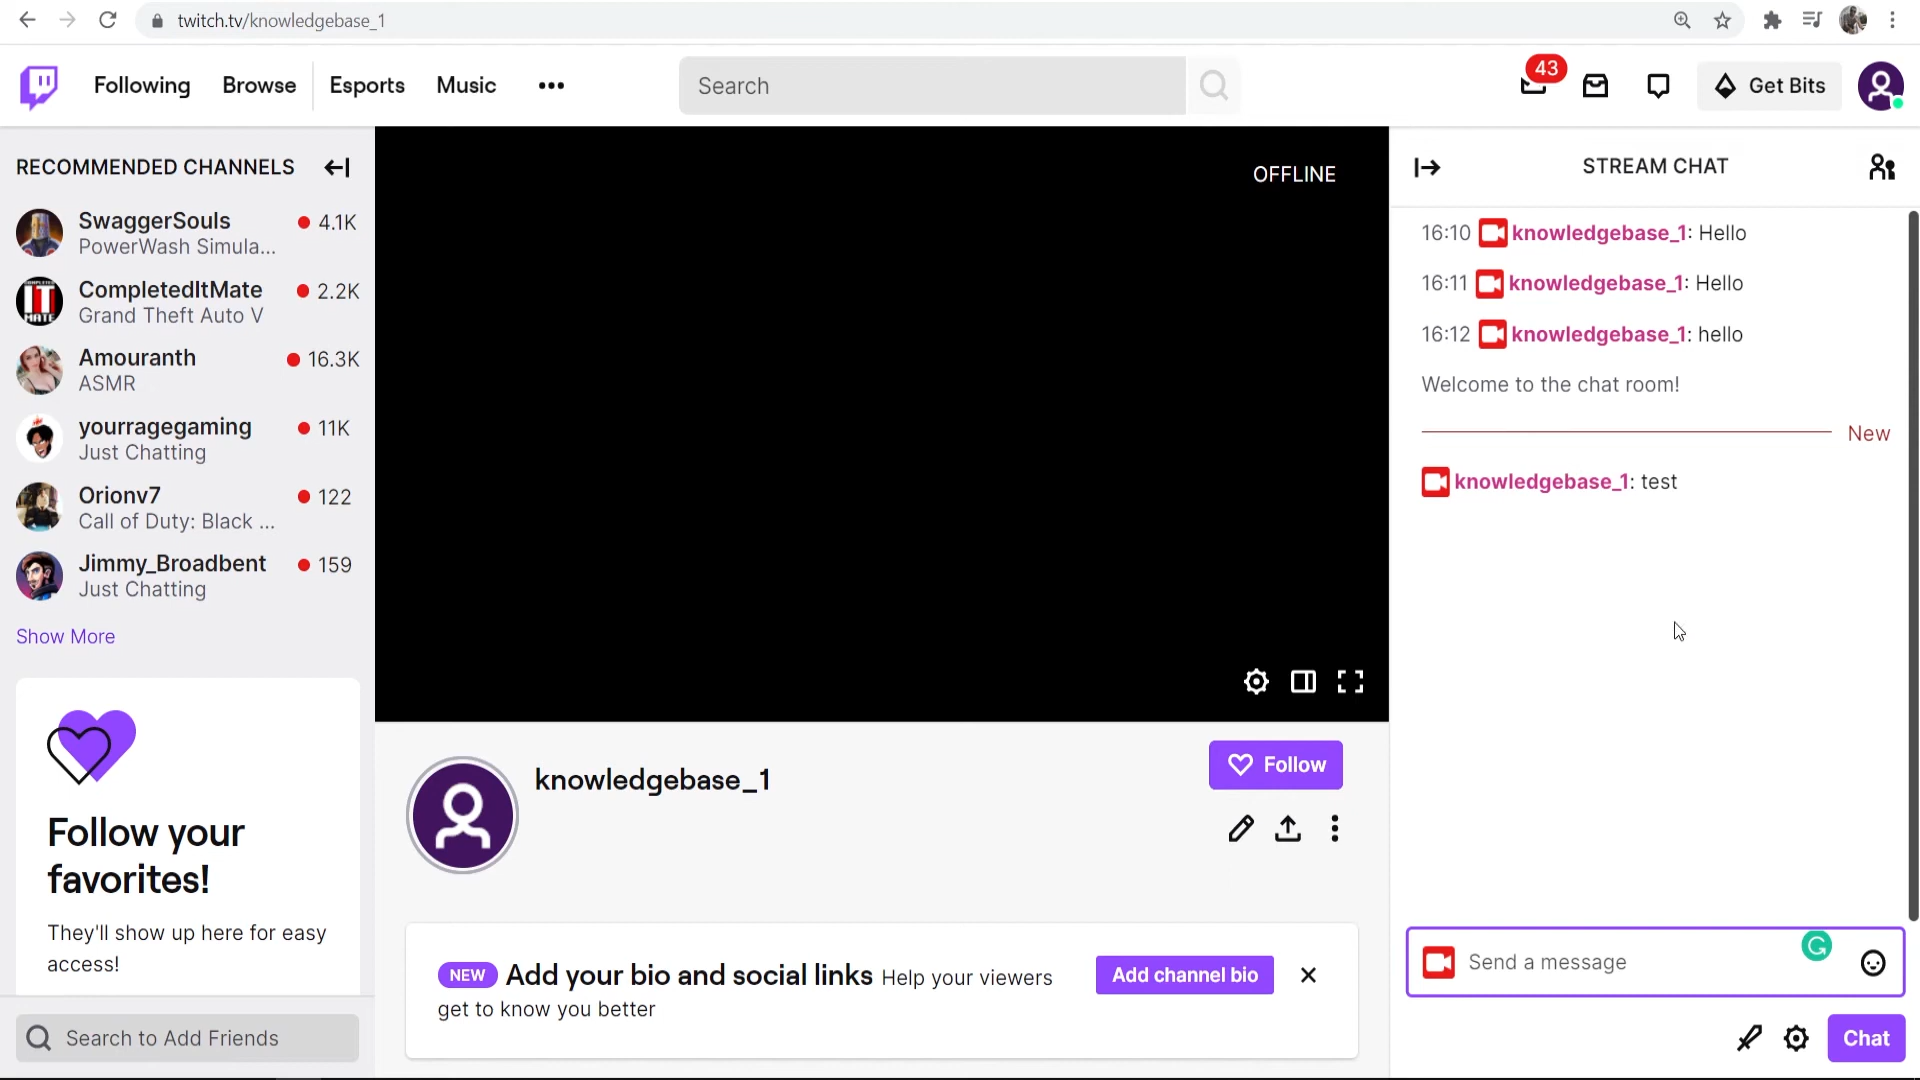 twitch.tv/knowledgebase_1
Following Browse Esports Music
Search
43
Get Bits
RECOMMENDED CHANNELS
SwaggerSouls 4.1K
PowerWash Simula...
CompletedItMate 2.2K
Grand Theft Auto V
Amouranth 16.3K
ASMR
yourragegaming 11K
Just Chatting
Orionv7 122
Call of Duty: Black ...
Jimmy_Broadbent 159
Just Chatting
Show More
Follow your
favorites!
They'll show up here for easy
access!
Search to Add Friends
OFFLINE
knowledgebase_1
Follow
NEW Add your bio and social links Help your viewers
get to know you better
Add channel bio
STREAM CHAT
16:10 knowledgebase_1: Hello
16:11 knowledgebase_1: Hello
16:12 knowledgebase_1: hello
Welcome to the chat room!
New
knowledgebase_1: test
Send a message
Chat